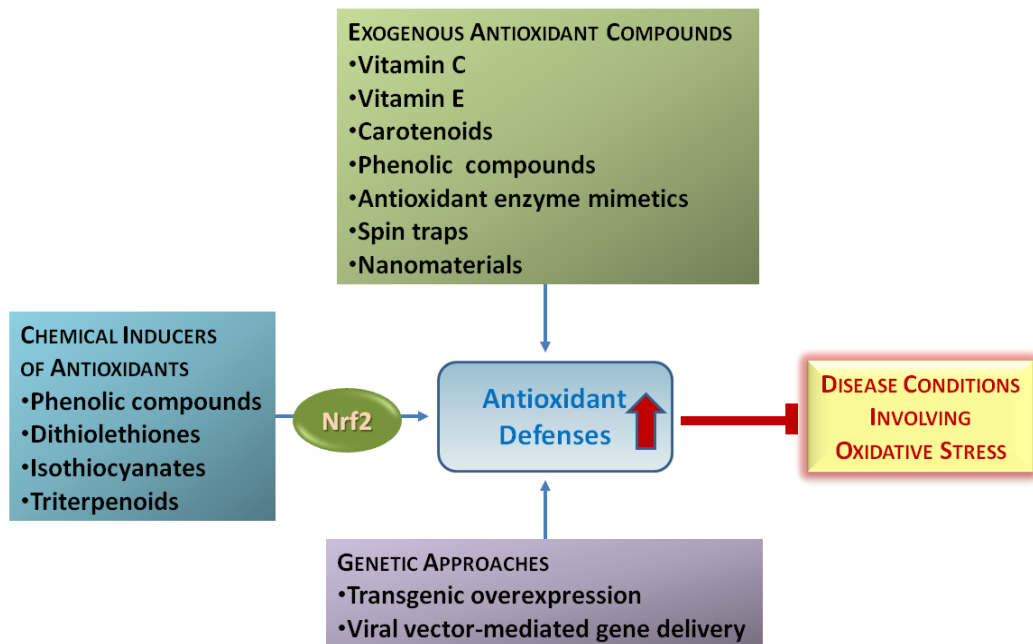 EXOGENOUS ANTIOXIDANT COMPOUNDS
•Vitamin C
•Vitamin E
•Carotenoids
•Phenolic compounds
•Antioxidant enzyme mimetics
•Spin traps
•Nanomaterials
CHEMICAL INDUCERS
OF ANTIOXIDANTS
•Phenolic compounds
•Dithiolethiones
•Isothiocyanates
•Triterpenoids
Nrf2
Antioxidant
Defenses
DISEASE CONDITIONS
INVOLVING
OXIDATIVE STRESS
GENETIC APPROACHES
•Transgenic overexpression
•Viral vector-mediated gene delivery